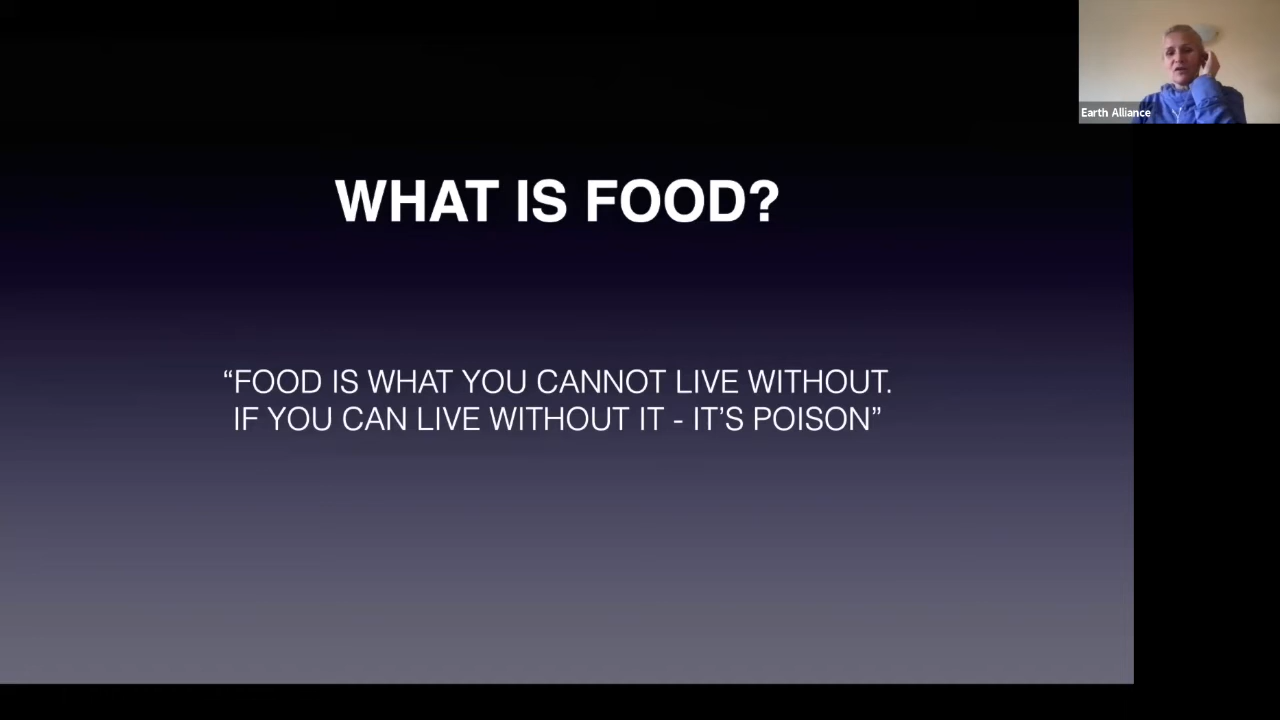 Earth Alliance
WHAT IS FOOD?
“FOOD IS WHAT YOU CANNOT LIVE WITHOUT.
IF YOU CAN LIVE WITHOUT IT - IT’S POISON”